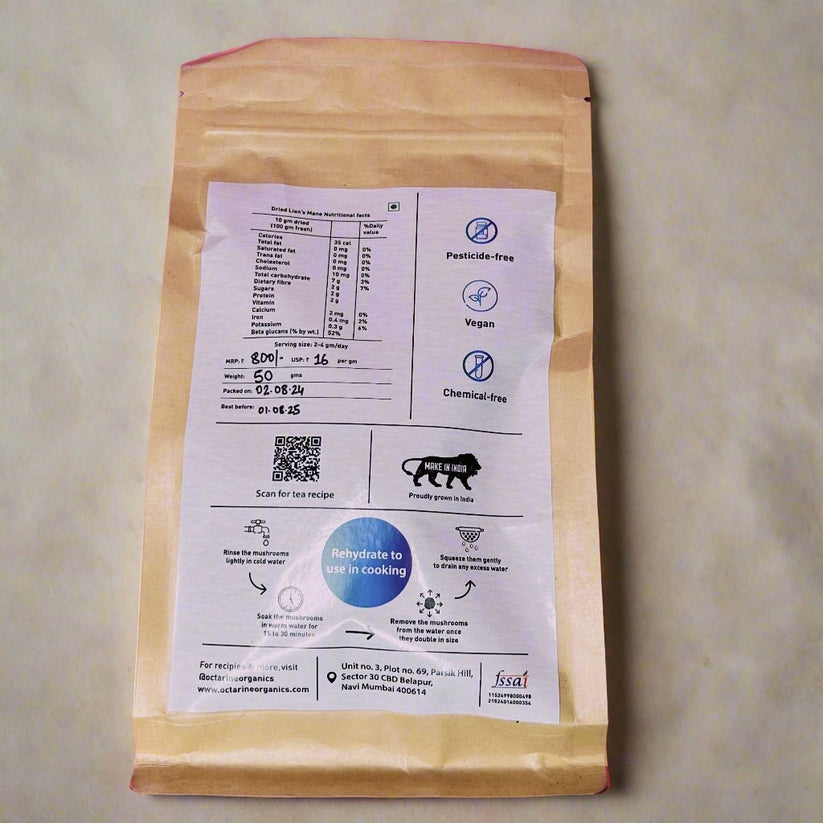 Dried Lion's Mane Nutritional facts
10 gm dried
(100 gm fresh)
%Daily
value
Calories
Total fat 35 cal
Saturated fat 0 mg 0%
Trans fat 0 mg 0%
Cholesterol 0 mg 0%
Sodium 0 mg 0%
Total carbohydrate 10 mg 0%
Dietary fibre 7 g 3%
Sugars 2 g 7%
Protein 2 g
Vitamin 2 g
Calcium
Iron 2 mg 0%
Potassium 0.4 mg 2%
Beta glucans (% by wt.) 0.3 g 6%
52%
Serving size: 2-4 gm/day
MRP: ₹ 800/- USP: ₹ 16 per gm
Weight: 50 gms
Packed on: 02.08.24
Best before: 01.08.25
Pesticide-free
Vegan
Chemical-free
Scan for tea recipe
MAKE IN INDIA
Proudly grown in India
Rehydrate to
use in cooking
Rinse the mushrooms
lightly in cold water
Soak the mushrooms
in warm water for
15 to 30 minutes
Remove the mushrooms
from the water once
they double in size
Squeeze them gently
to drain any excess water
For recipies & more, visit
@octarineorganics
www.octarineorganics.com
Unit no. 3, Plot no. 69, Parsik Hill,
Sector 30 CBD Belapur,
Navi Mumbai 400614
fssai
11524998000498
21524016000354